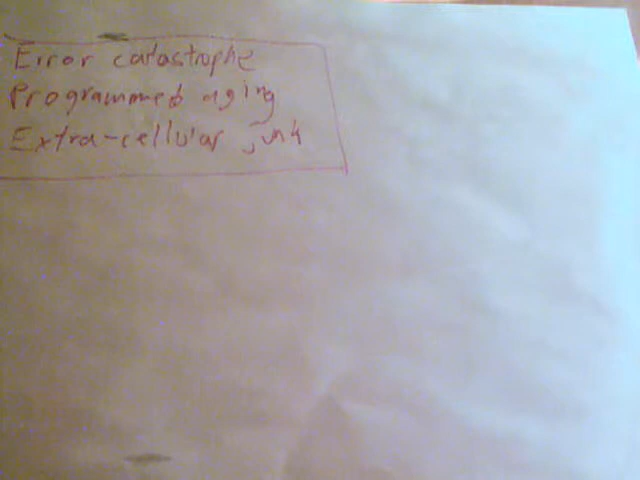 Error catastrophe
Programmed aging
Extra-cellular junk